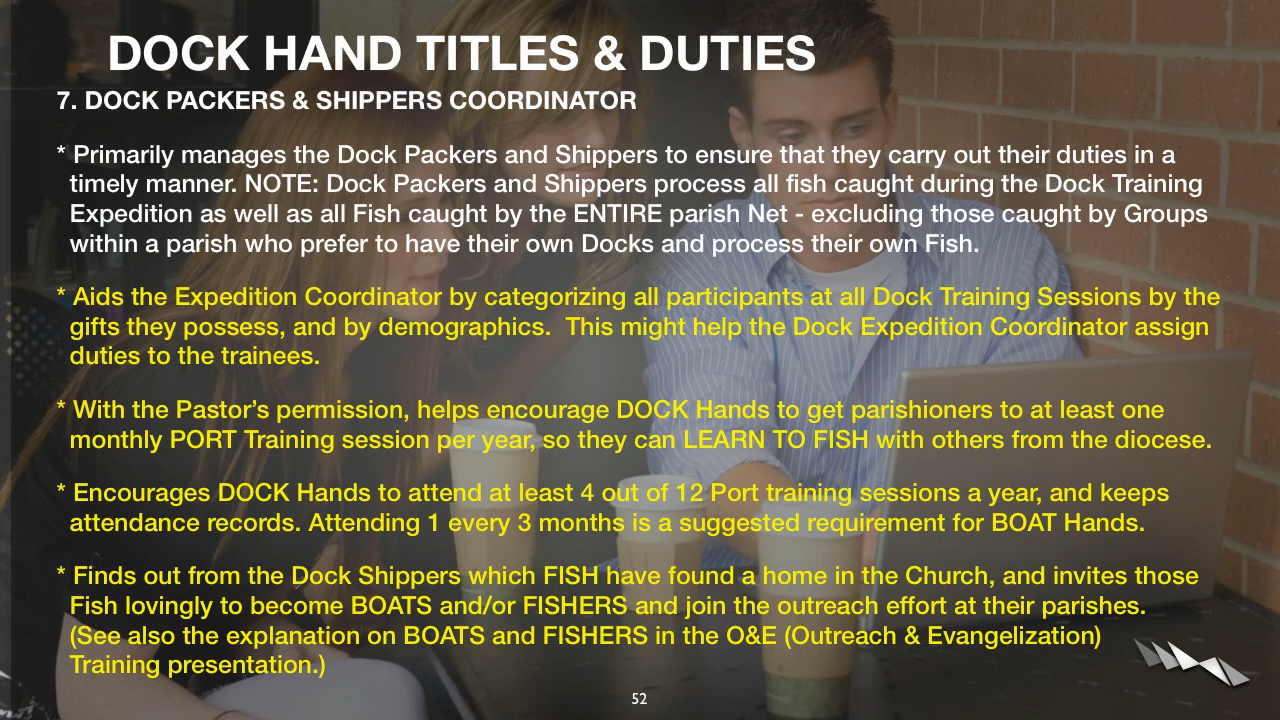 DOCK HAND TITLES & DUTIES
7. DOCK PACKERS & SHIPPERS COORDINATOR
* Primarily manages the Dock Packers and Shippers to ensure that they carry out their duties in a
timely manner. NOTE: Dock Packers and Shippers process all fish caught during the Dock Training
Expedition as well as all Fish caught by the ENTIRE parish Net - excluding those caught by Groups
within a parish who prefer to have their own Docks and process their own Fish.
* Aids the Expedition Coordinator by categorizing all participants at all Dock Training Sessions by the
gifts they possess, and by demographics.  This might help the Dock Expedition Coordinator assign
duties to the trainees.
* With the Pastor’s permission, helps encourage DOCK Hands to get parishioners to at least one
monthly PORT Training session per year, so they can LEARN TO FISH with others from the diocese.
* Encourages DOCK Hands to attend at least 4 out of 12 Port training sessions a year, and keeps
attendance records. Attending 1 every 3 months is a suggested requirement for BOAT Hands.
* Finds out from the Dock Shippers which FISH have found a home in the Church, and invites those
Fish lovingly to become BOATS and/or FISHERS and join the outreach effort at their parishes.
(See also the explanation on BOATS and FISHERS in the O&E (Outreach & Evangelization)
Training presentation.)
52